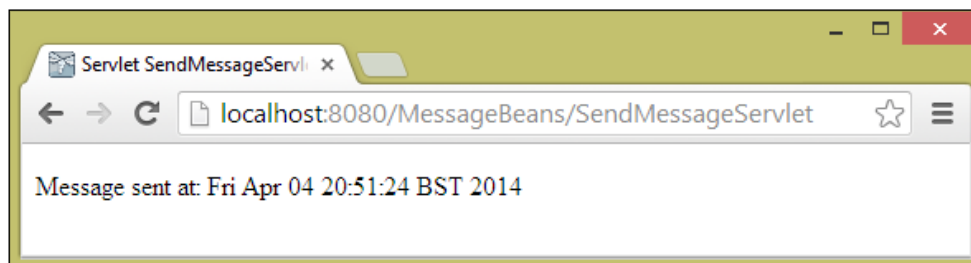 Servlet SendMessageServl
localhost:8080/MessageBeans/SendMessageServlet
Message sent at: Fri Apr 04 20:51:24 BST 2014